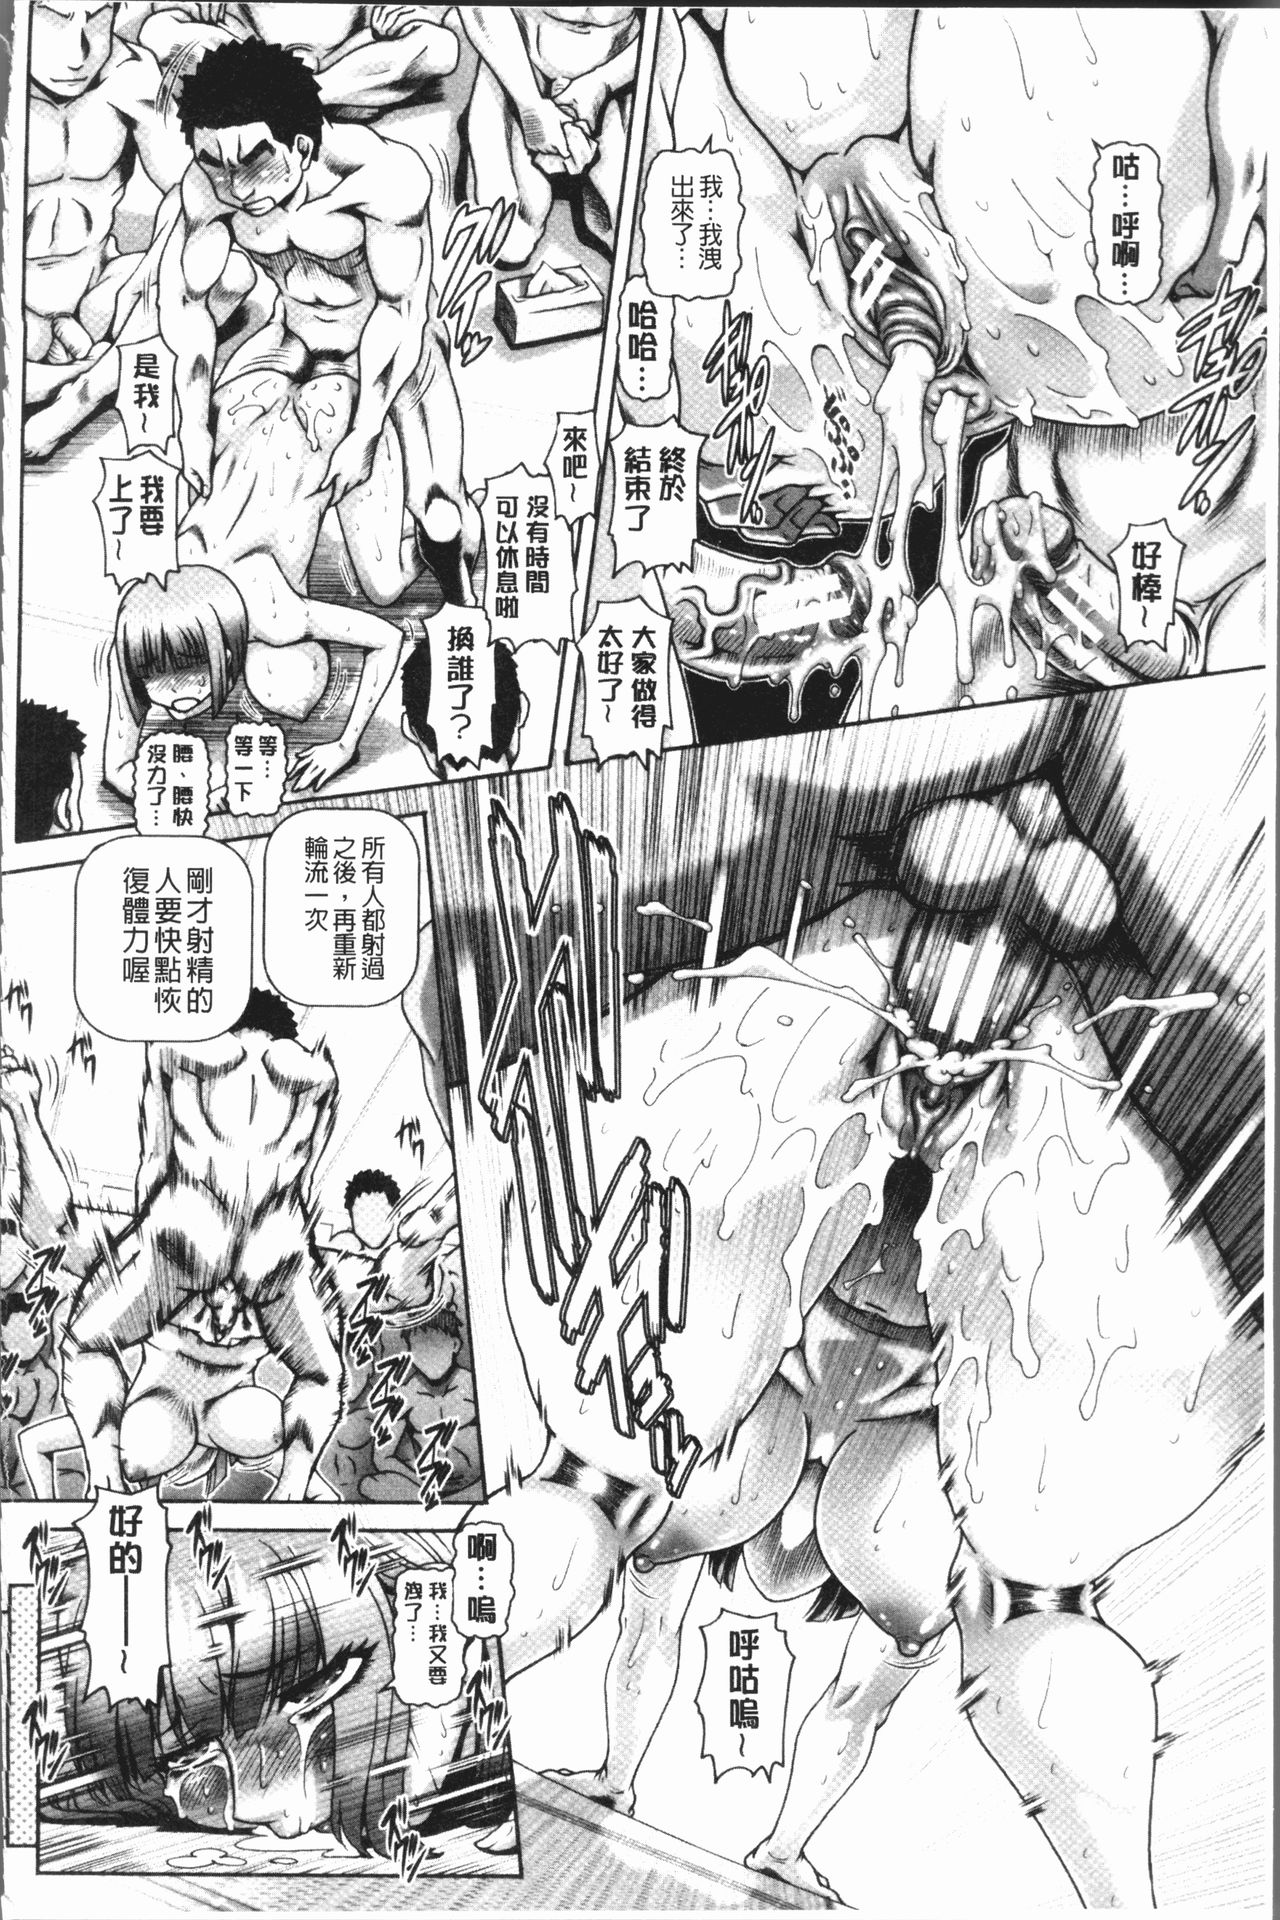 咕…呼啊…
我…我洩
出來了…
哈哈…
終於
結束了
好棒～
大家做得
太好了～
來吧～
沒有時間
可以休息啦
換誰了？
是我～
我要
上了～
等…
等一下
腰、腰快
沒力了…
呼咕嗚～
所有人都射過
之後，再重新
輪流一次
剛才射精的
人要快點恢
復體力喔
啊…嗚
我…我又要
洩了…
好的——～